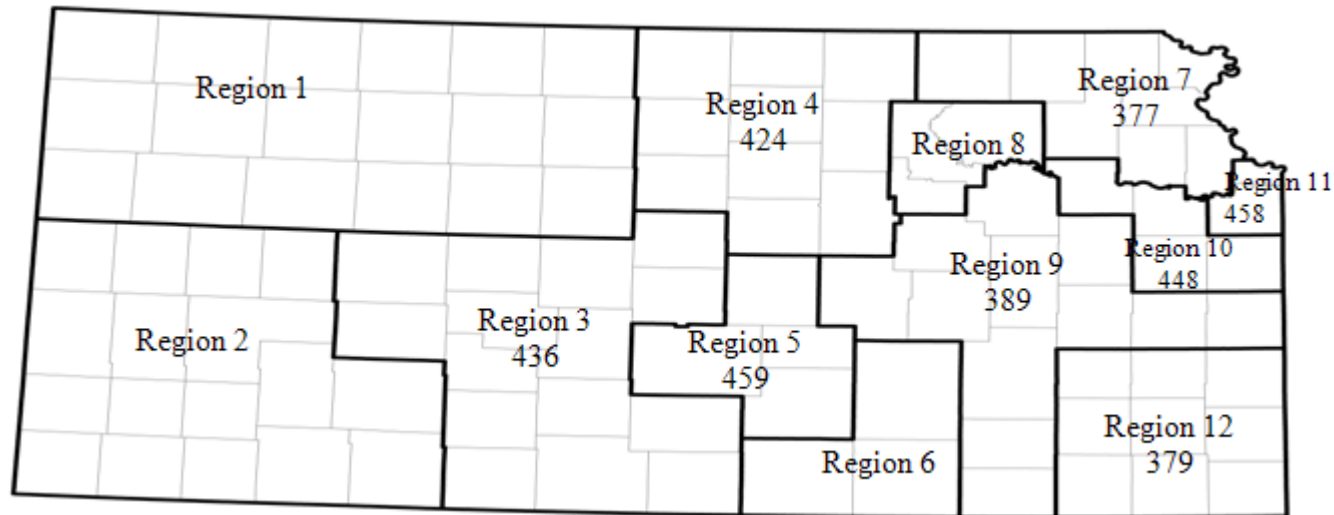 Region 1
Region 4
424
Region 7
377
Region 8
Region 11
458
Region 2
Region 3
436
Region 5
459
Region 9
389
Region 10
448
Region 6
Region 12
379